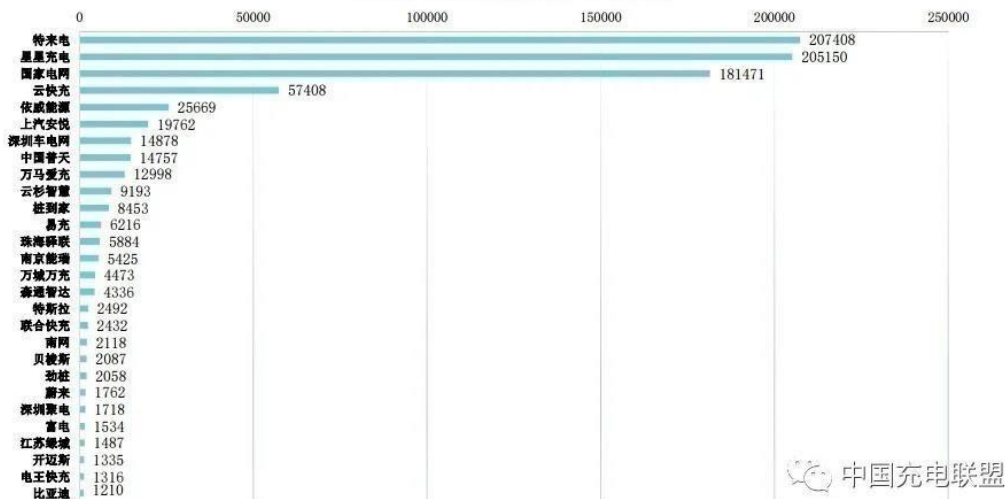 0 50000 100000 150000 200000 250000
特来电 207408
星星充电 205150
国家电网 181471
云快充 57408
依威能源 25669
上汽安悦 19762
深圳车电网 14878
中国普天 14757
万马爱充 12998
云杉智慧 9193
桩到家 8453
易充 6216
珠海驿联 5884
南京能瑞 5425
万城万充 4473
鑫通智达 4336
特斯拉 2492
联合快充 2432
南网 2118
贝梭斯 2087
劲桩 2058
蔚来 1762
深圳聚电 1718
富电 1534
江苏绿城 1487
开迈斯 1335
电王快充 1316
比亚迪 1210
中国充电联盟